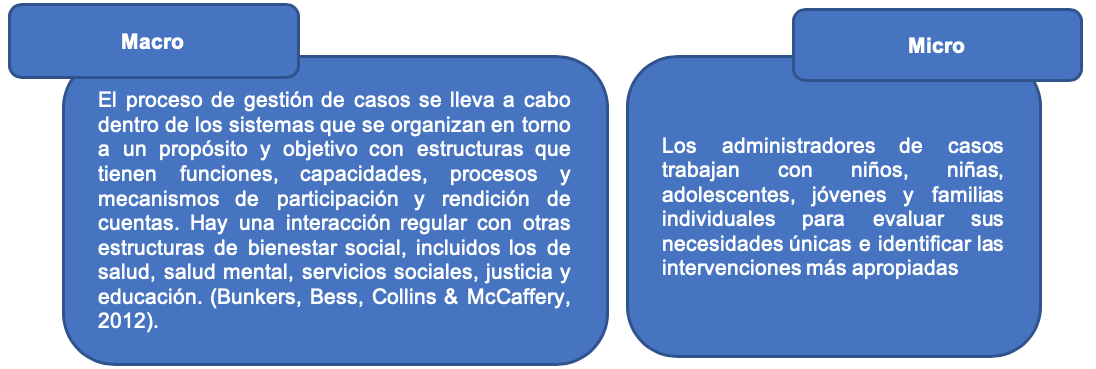 Macro
El proceso de gestión de casos se lleva a cabo
dentro de los sistemas que se organizan en torno
a un propósito y objetivo con estructuras que
tienen funciones, capacidades, procesos y
mecanismos de participación y rendición de
cuentas. Hay una interacción regular con otras
estructuras de bienestar social, incluidos los de
salud, salud mental, servicios sociales, justicia y
educación. (Bunkers, Bess, Collins & McCaffery,
2012).
Micro
Los administradores de casos
trabajan con niños, niñas,
adolescentes, jóvenes y familias
individuales para evaluar sus
necesidades únicas e identificar las
intervenciones más apropiadas